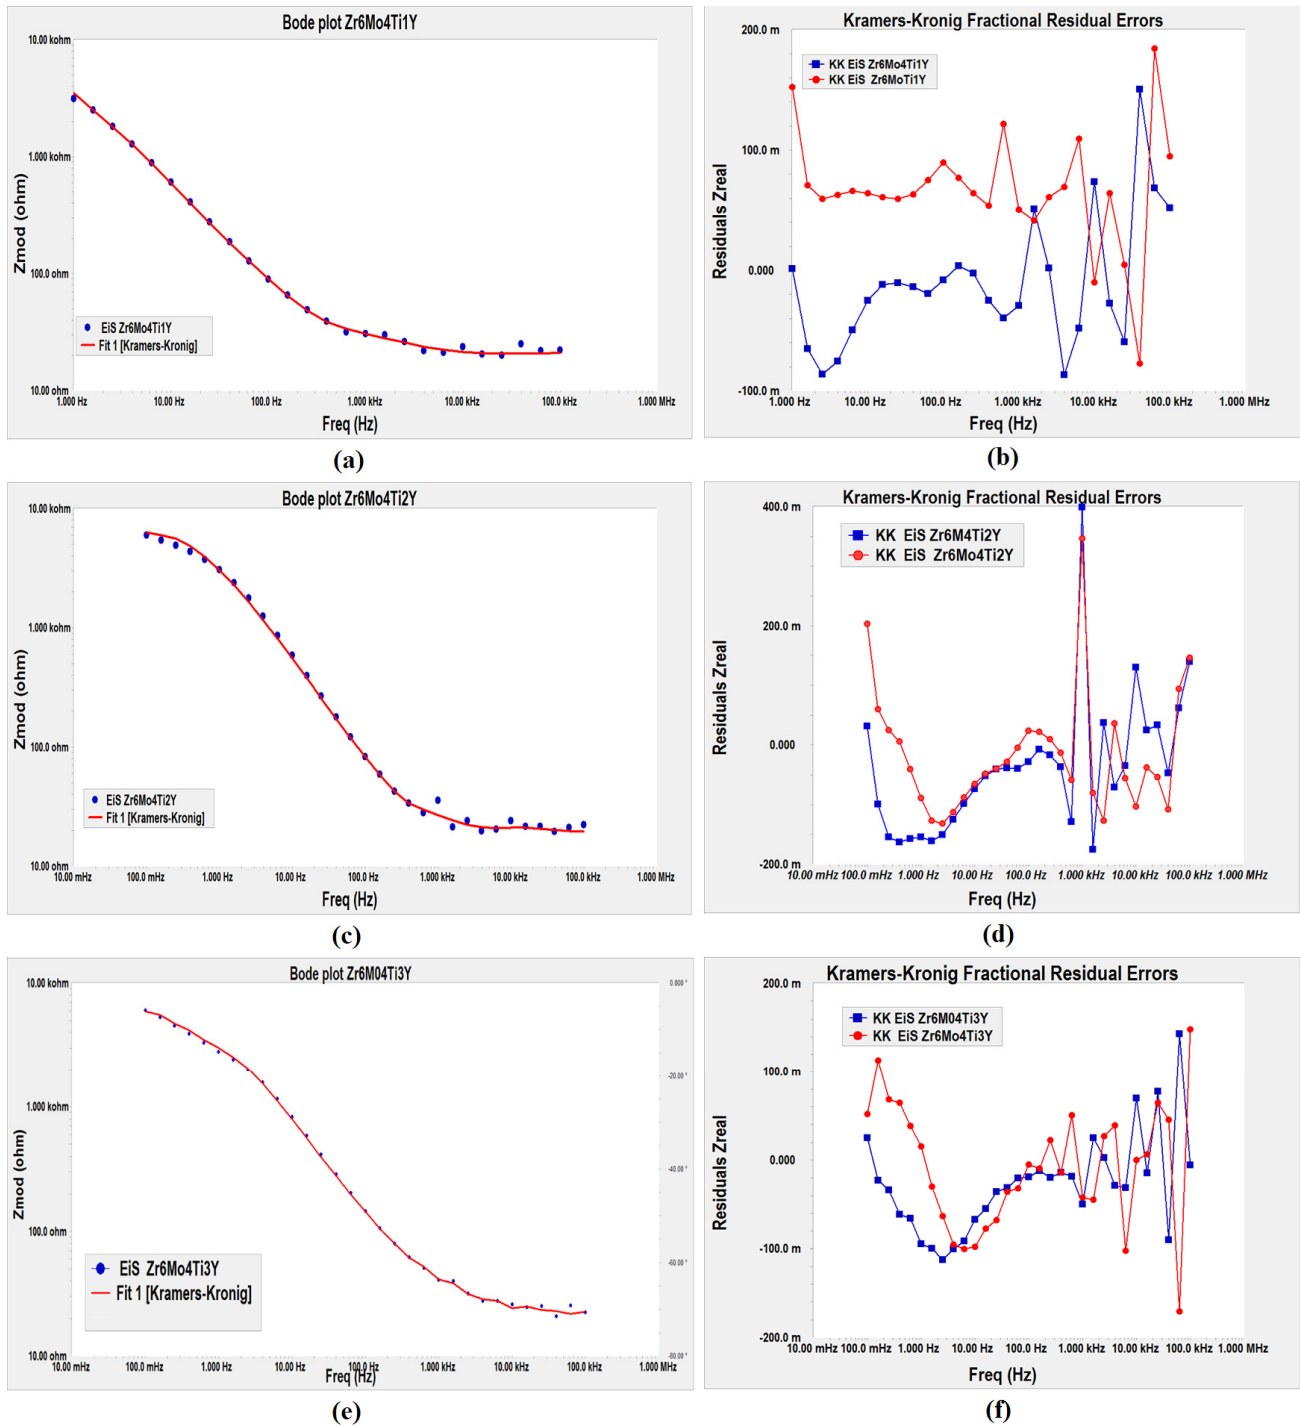 Bode plot Zr6Mo4Ti1Y
10.00 kohm
1.000 kohm
100.0 ohm
10.00 ohm
Zmod (ohm)
EiS Zr6Mo4Ti1Y
Fit 1 [Kramers-Kronig]
1.000 Hz 10.00 Hz 100.0 Hz 1.000 kHz 10.00 kHz 100.0 kHz 1.000 MHz
Freq (Hz)
(a)
Kramers-Kronig Fractional Residual Errors
200.0 m
100.0 m
0.000
-100.0 m
Residuals Zreal
KK EiS Zr6Mo4Ti1Y
KK EiS Zr6MoTi1Y
1.000 Hz 10.00 Hz 100.0 Hz 1.000 kHz 10.00 kHz 100.0 kHz 1.000 MHz
Freq (Hz)
(b)
Bode plot Zr6Mo4Ti2Y
10.00 kohm
1.000 kohm
100.0 ohm
10.00 ohm
Zmod (ohm)
EiS Zr6Mo4Ti2Y
Fit 1 [Kramers-Kronig]
10.00 mHz 100.0 mHz 1.000 Hz 10.00 Hz 100.0 Hz 1.000 kHz 10.00 kHz 100.0 kHz 1.000 MHz
Freq (Hz)
(c)
Kramers-Kronig Fractional Residual Errors
400.0 m
200.0 m
0.000
-200.0 m
Residuals Zreal
KK EiS Zr6M4Ti2Y
KK EiS Zr6Mo4Ti2Y
10.00 mHz 100.0 mHz 1.000 Hz 10.00 Hz 100.0 Hz 1.000 kHz 10.00 kHz 100.0 kHz 1.000 MHz
Freq (Hz)
(d)
Bode plot Zr6M04Ti3Y
10.00 kohm
1.000 kohm
100.0 ohm
10.00 ohm
Zmod (ohm)
0.000 °
-20.00 °
-40.00 °
-60.00 °
-80.00 °
EiS Zr6Mo4Ti3Y
Fit 1 [Kramers-Kronig]
10.00 mHz 100.0 mHz 1.000 Hz 10.00 Hz 100.0 Hz 1.000 kHz 10.00 kHz 100.0 kHz 1.000 MHz
Freq (Hz)
(e)
Kramers-Kronig Fractional Residual Errors
200.0 m
100.0 m
0.000
-100.0 m
-200.0 m
Residuals Zreal
KK EiS Zr6M04Ti3Y
KK EiS Zr6Mo4Ti3Y
10.00 mHz 100.0 mHz 1.000 Hz 10.00 Hz 100.0 Hz 1.000 kHz 10.00 kHz 100.0 kHz 1.000 MHz
Freq (Hz)
(f)